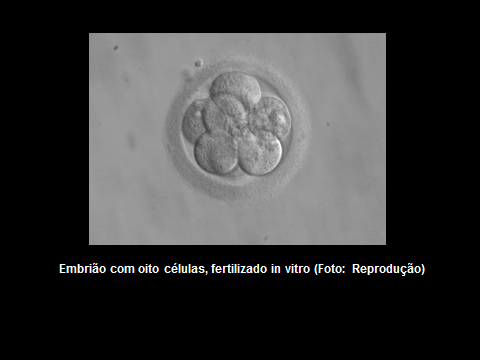 Embrião com oito células, fertilizado in vitro (Foto: Reprodução)